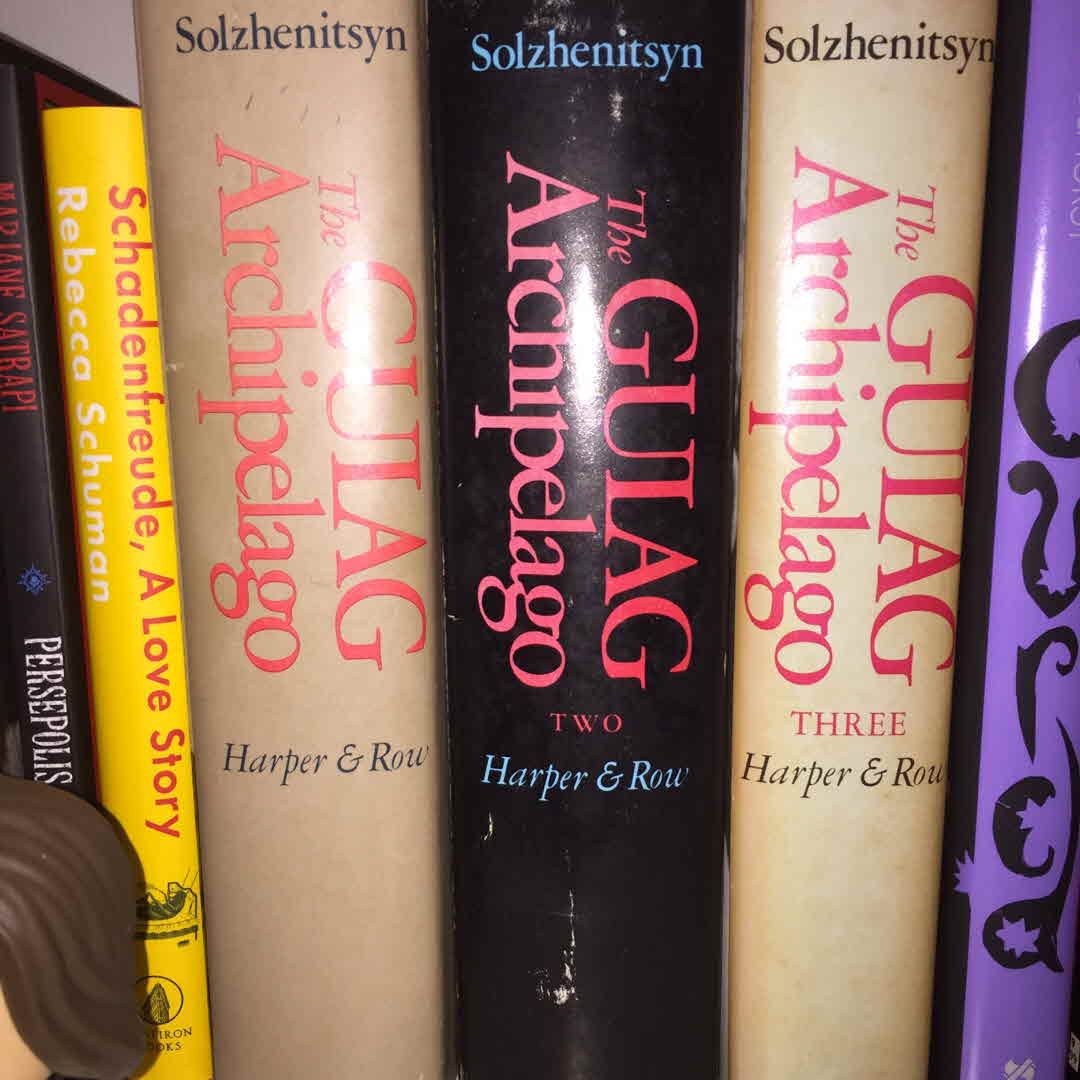 MARJANE SATRAPI
PERSEPOLIS
Schadenfreude, A Love Story
Rebecca Schuman
Solzhenitsyn
The GULAG
Archipelago
Harper & Row
Solzhenitsyn
The GULAG
Archipelago
TWO
Harper & Row
Solzhenitsyn
The GULAG
Archipelago
THREE
Harper & Row